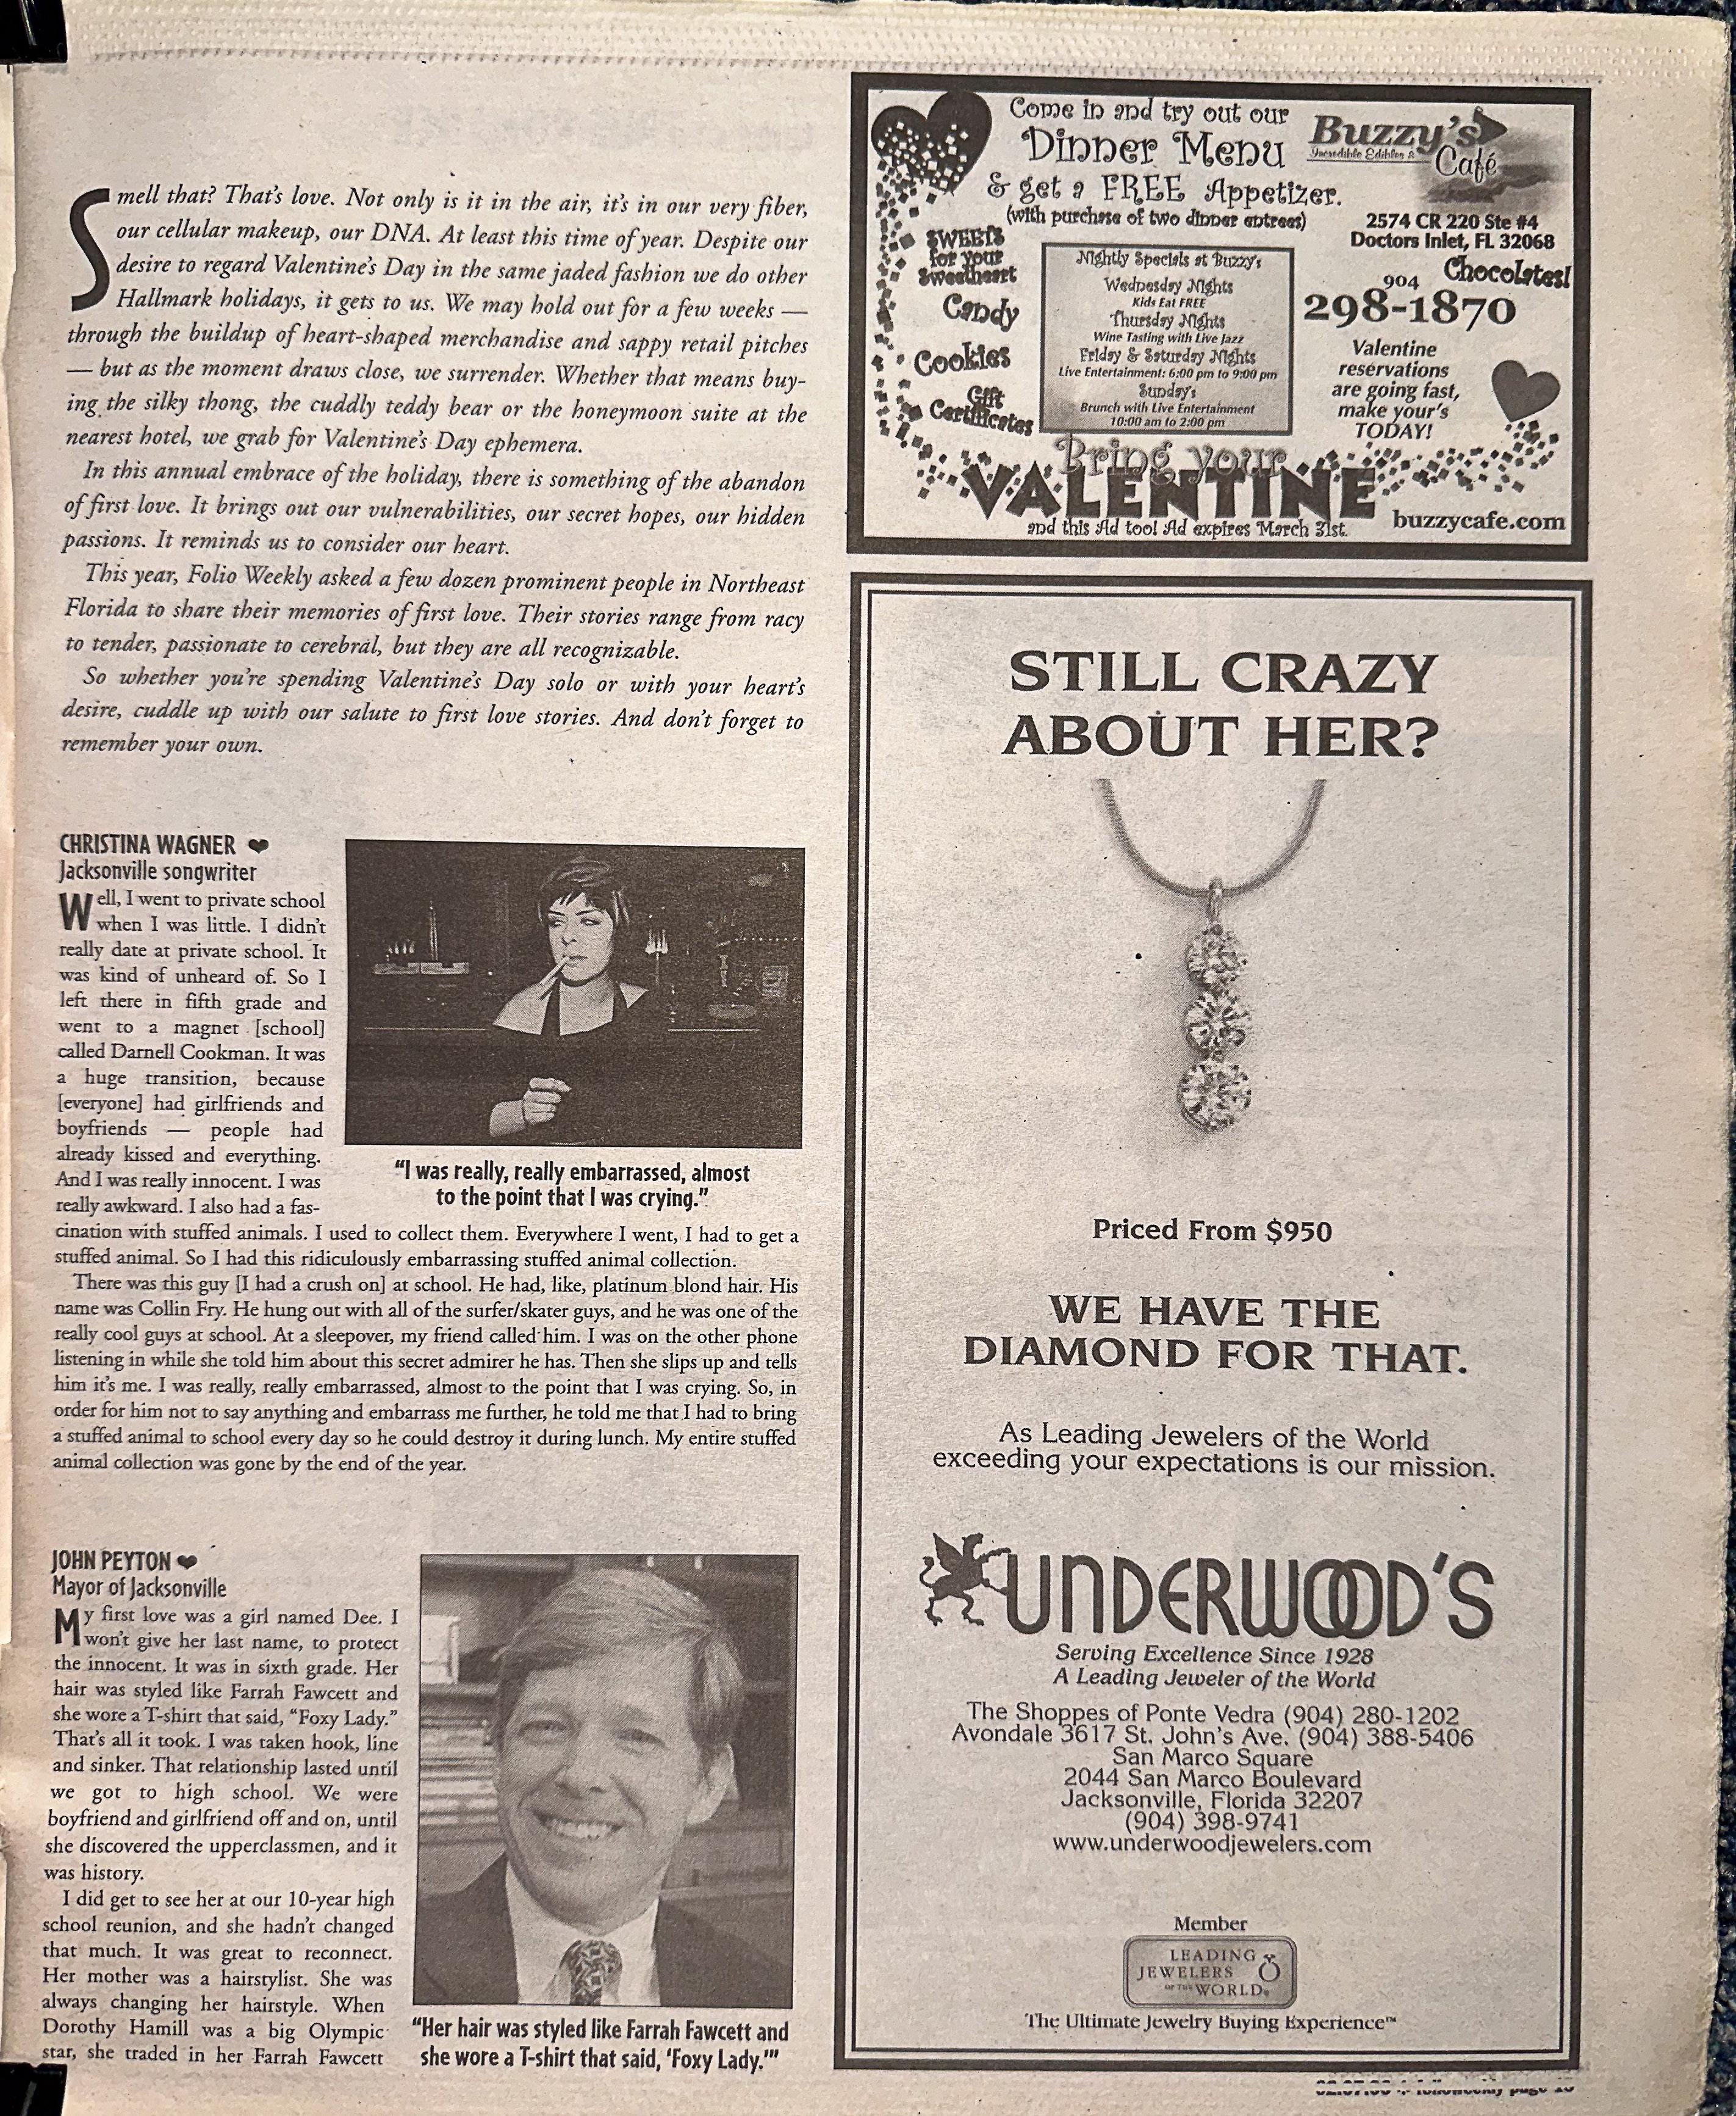 Smell that? That's love. Not only is it in the air, it's in our very fiber,
our cellular makeup, our DNA. At least this time of year. Despite our
desire to regard Valentine's Day in the same jaded fashion we do other
Hallmark holidays, it gets to us. We may hold out for a few weeks —
through the buildup of heart-shaped merchandise and sappy retail pitches
— but as the moment draws close, we surrender. Whether that means buy-
ing the silky thong, the cuddly teddy bear or the honeymoon suite at the
nearest hotel, we grab for Valentine's Day ephemera.
In this annual embrace of the holiday, there is something of the abandon
of first love. It brings out our vulnerabilities, our secret hopes, our hidden
passions. It reminds us to consider our heart.
This year, Folio Weekly asked a few dozen prominent people in Northeast
Florida to share their memories of first love. Their stories range from racy
to tender, passionate to cerebral, but they are all recognizable.
So whether you're spending Valentine's Day solo or with your heart's
desire, cuddle up with our salute to first love stories. And don't forget to
remember your own.
CHRISTINA WAGNER ❤
Jacksonville songwriter
Well, I went to private school
when I was little. I didn't
really date at private school. It
was kind of unheard of. So I
left there in fifth grade and
went to a magnet [school]
called Darnell Cookman. It was
a huge transition, because
[everyone] had girlfriends and
boyfriends — people had
already kissed and everything.
And I was really innocent. I was
really awkward. I also had a fas-
cination with stuffed animals. I used to collect them. Everywhere I went, I had to get a
stuffed animal. So I had this ridiculously embarrassing stuffed animal collection.
There was this guy [I had a crush on] at school. He had, like, platinum blond hair. His
name was Collin Fry. He hung out with all of the surfer/skater guys, and he was one of the
really cool guys at school. At a sleepover, my friend called him. I was on the other phone
listening in while she told him about this secret admirer he has. Then she slips up and tells
him it's me. I was really, really embarrassed, almost to the point that I was crying. So, in
order for him not to say anything and embarrass me further, he told me that I had to bring
a stuffed animal to school every day so he could destroy it during lunch. My entire stuffed
animal collection was gone by the end of the year.
"I was really, really embarrassed, almost
to the point that I was crying."
JOHN PEYTON ❤
Mayor of Jacksonville
My first love was a girl named Dee. I
won't give her last name, to protect
the innocent. It was in sixth grade. Her
hair was styled like Farrah Fawcett and
she wore a T-shirt that said, "Foxy Lady."
That's all it took. I was taken hook, line
and sinker. That relationship lasted until
we got to high school. We were
boyfriend and girlfriend off and on, until
she discovered the upperclassmen, and it
was history.
I did get to see her at our 10-year high
school reunion, and she hadn't changed
that much. It was great to reconnect.
Her mother was a hairstylist. She was
always changing her hairstyle. When
Dorothy Hamill was a big Olympic
star, she traded in her Farrah Fawcett
"Her hair was styled like Farrah Fawcett and
she wore a T-shirt that said, 'Foxy Lady.'"
Come in and try out our
Dinner Menu
& get a FREE Appetizer.
(with purchase of two dinner entrees)
Buzzy's
Incredible Edibles &
Café
2574 CR 220 Ste #4
Doctors Inlet, FL 32068
Chocolates!
904
298-1870
SWEETS
for your
Sweetheart
Candy
Cookies
Gift
Certificates
Nightly Specials at Buzzy's
Wednesday Nights
Kids Eat FREE
Thursday Nights
Wine Tasting with Live Jazz
Friday & Saturday Nights
Live Entertainment: 6:00 pm to 9:00 pm
Sunday's
Brunch with Live Entertainment
10:00 am to 2:00 pm
Valentine
reservations
are going fast,
make your's
TODAY!
Bring your
VALENTINE
and this Ad too! Ad expires March 31st.
buzzycafe.com
STILL CRAZY
ABOUT HER?
Priced From $950
WE HAVE THE
DIAMOND FOR THAT.
As Leading Jewelers of the World
exceeding your expectations is our mission.
UNDERWOOD'S
Serving Excellence Since 1928
A Leading Jeweler of the World
The Shoppes of Ponte Vedra (904) 280-1202
Avondale 3617 St. John's Ave. (904) 388-5406
San Marco Square
2044 San Marco Boulevard
Jacksonville, Florida 32207
(904) 398-9741
www.underwoodjewelers.com
Member
LEADING
JEWELERS
OF THE WORLD®
The Ultimate Jewelry Buying Experience™